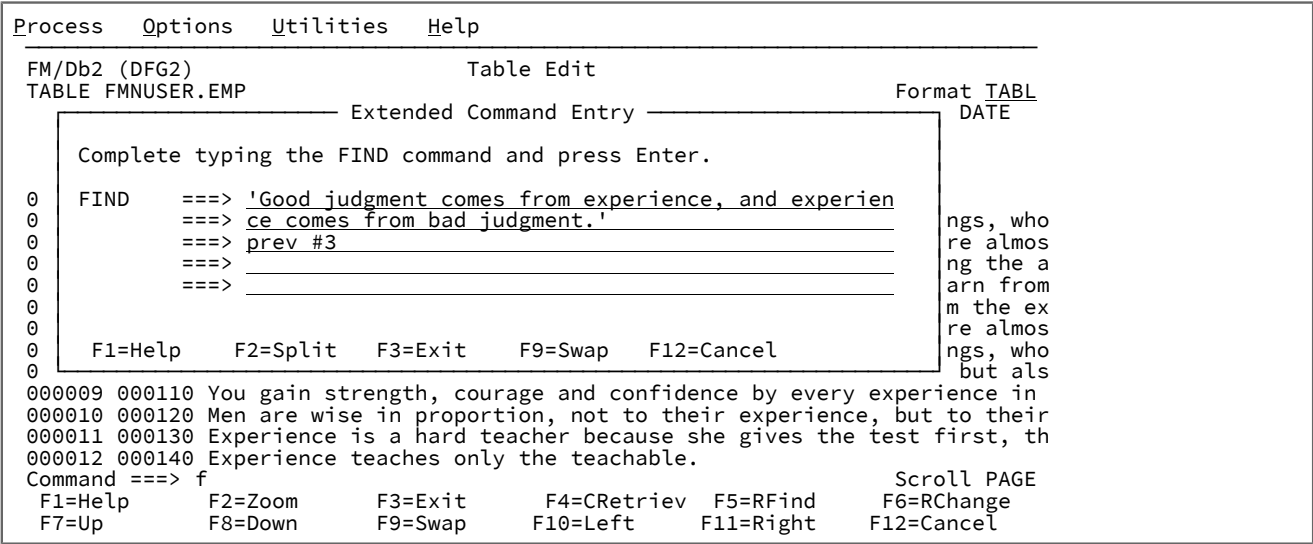 Process   Options   Utilities   Help
FM/Db2 (DFG2)                     Table Edit
TABLE FMNUSER.EMP                                                  Format TABL
Extended Command Entry   DATE
Complete typing the FIND command and press Enter.
0   FIND    ===> 'Good judgment comes from experience, and experien
0           ===> ce comes from bad judgment.'                          ngs, who
0           ===> prev #3                                               re almos
0           ===>                                                       ng the a
0           ===>                                                       arn from
0                                                                      m the ex
0                                                                      re almos
0    F1=Help    F2=Split   F3=Exit    F9=Swap   F12=Cancel             ngs, who
0                                                                       but als
000009 000110 You gain strength, courage and confidence by every experience in
000010 000120 Men are wise in proportion, not to their experience, but to their
000011 000130 Experience is a hard teacher because she gives the test first, th
000012 000140 Experience teaches only the teachable.
Command ===> f                                                     Scroll PAGE
F1=Help      F2=Zoom      F3=Exit      F4=CRetriev  F5=RFind     F6=RChange
F7=Up        F8=Down      F9=Swap      F10=Left     F11=Right    F12=Cancel